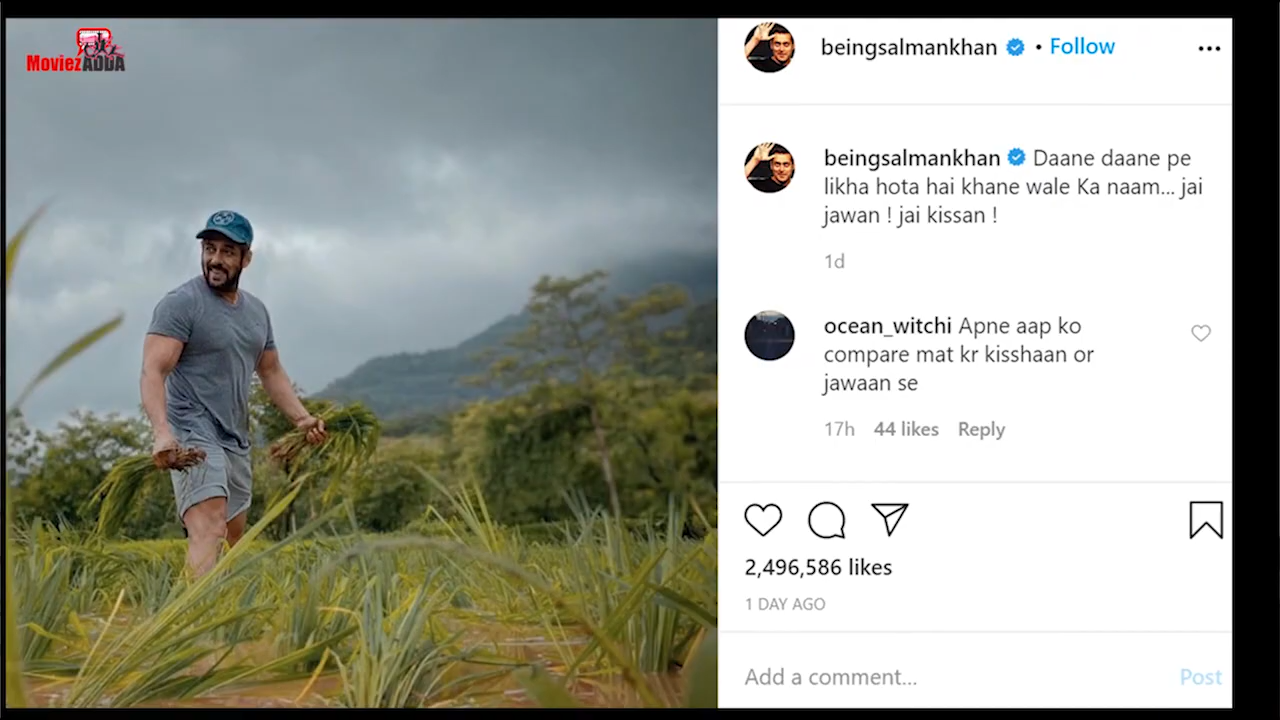 MoviezADDA
beingsalmankhan • Follow
beingsalmankhan Daane daane pe
likha hota hai khane wale Ka naam... jai
jawan ! jai kissan !
1d
ocean_witchi Apne aap ko
compare mat kr kisshaan or
jawaan se
17h 44 likes Reply
2,496,586 likes
1 DAY AGO
Add a comment... Post